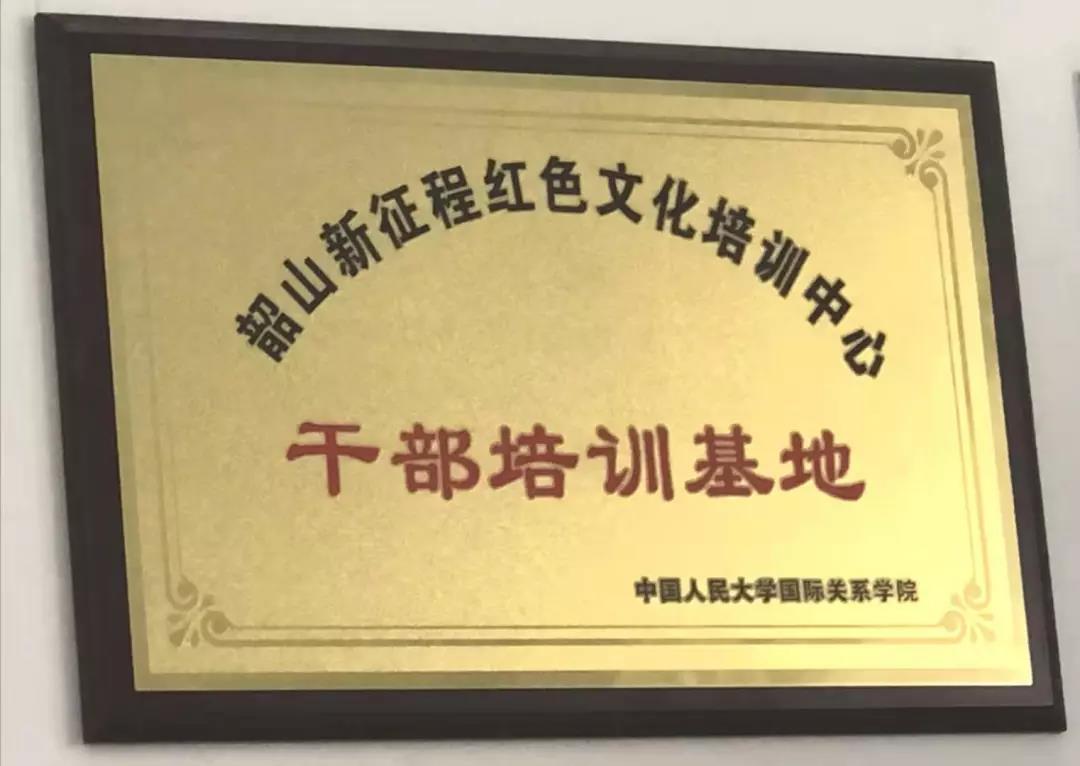 韶山新征程红色文化培训中心
干部培训基地
中国人民大学国际关系学院